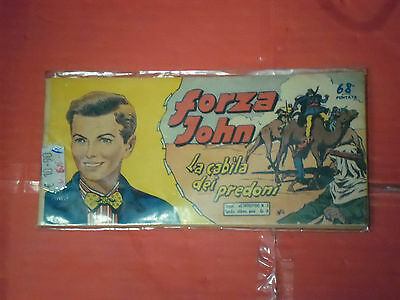 forza
John
68ª
PUNTATA
la cabila
dei predoni